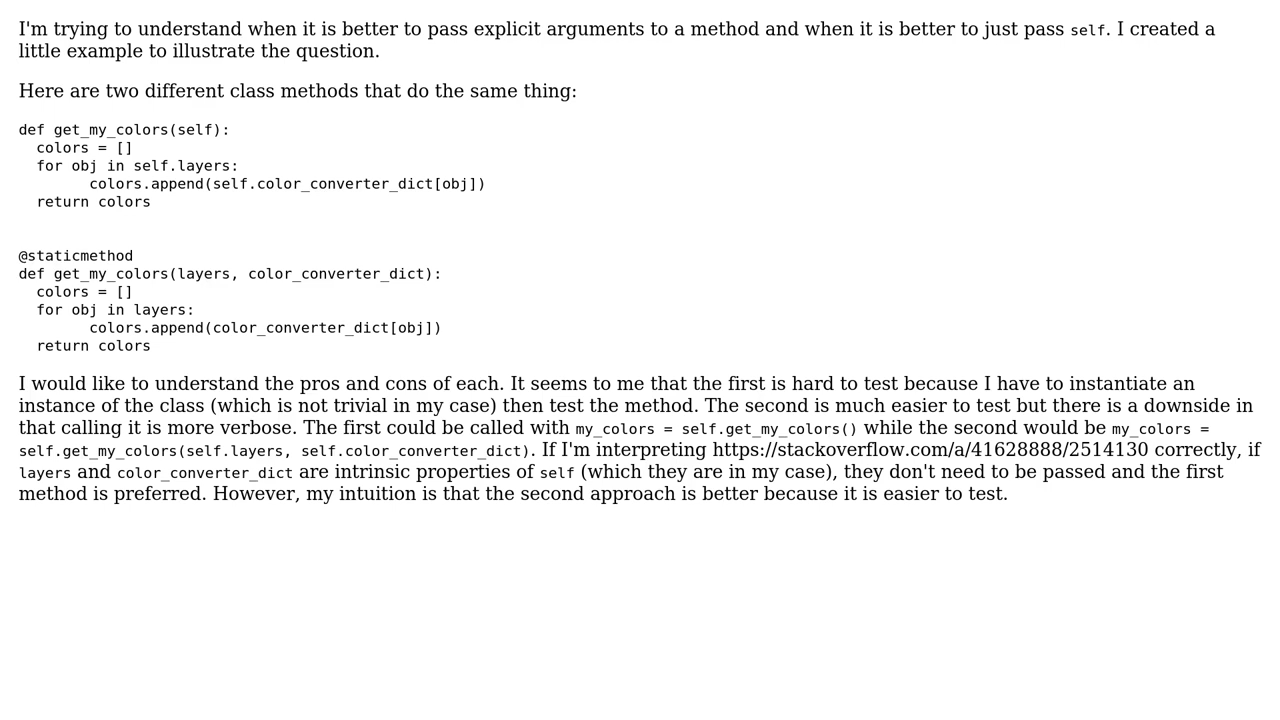 I'm trying to understand when it is better to pass explicit arguments to a method and when it is better to just pass self. I created a
little example to illustrate the question.
Here are two different class methods that do the same thing:
def get_my_colors(self):
  colors = []
  for obj in self.layers:
        colors.append(self.color_converter_dict[obj])
  return colors
@staticmethod
def get_my_colors(layers, color_converter_dict):
  colors = []
  for obj in layers:
        colors.append(color_converter_dict[obj])
  return colors
I would like to understand the pros and cons of each. It seems to me that the first is hard to test because I have to instantiate an
instance of the class (which is not trivial in my case) then test the method. The second is much easier to test but there is a downside in
that calling it is more verbose. The first could be called with my_colors = self.get_my_colors() while the second would be my_colors =
self.get_my_colors(self.layers, self.color_converter_dict). If I'm interpreting https://stackoverflow.com/a/41628888/2514130 correctly, if
layers and color_converter_dict are intrinsic properties of self (which they are in my case), they don't need to be passed and the first
method is preferred. However, my intuition is that the second approach is better because it is easier to test.